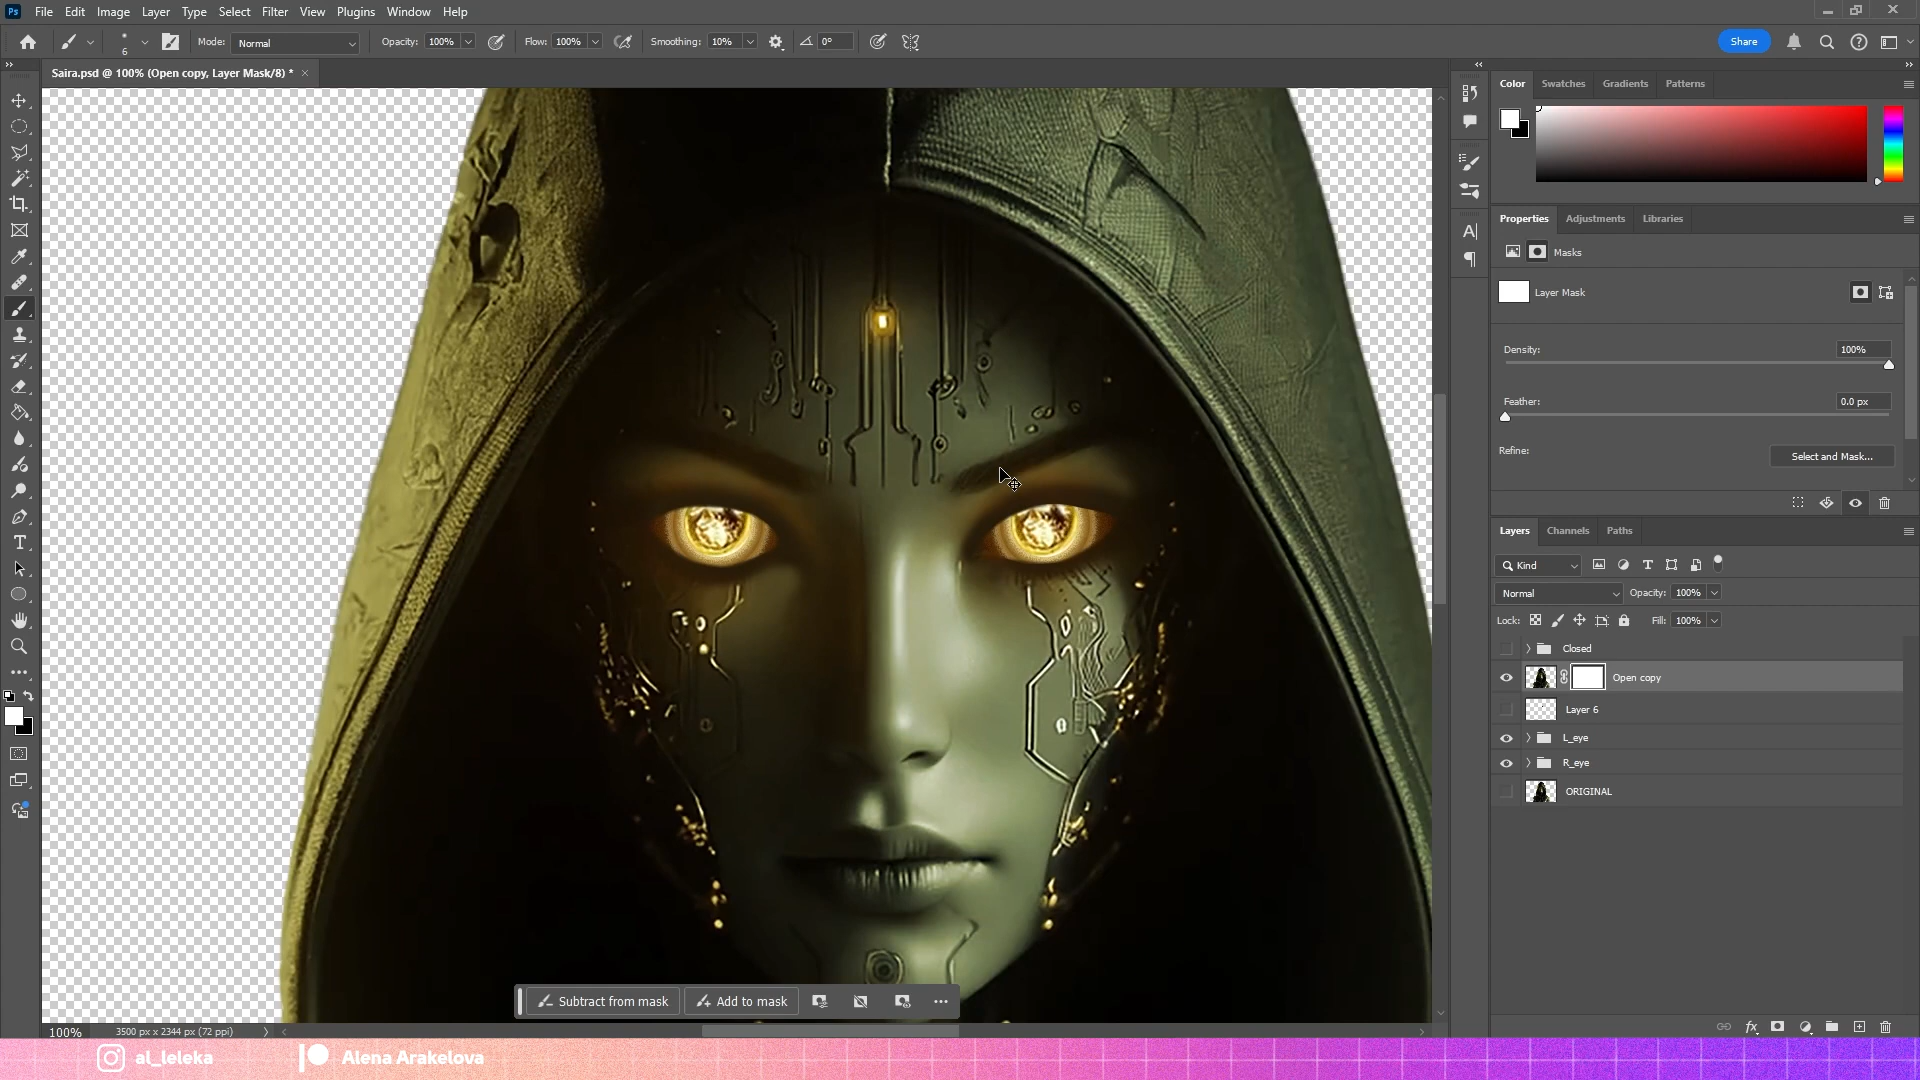 Ps File Edit Image Layer Type Select Filter View Plugins Window Help
6 Mode: Normal Opacity: 100% Flow: 100% Smoothing: 10% 0° Share
Saira.psd @ 100% (Open copy, Layer Mask/8) * ×
Color Swatches Gradients Patterns
Properties Adjustments Libraries
Masks
Layer Mask
Density: 100%
Feather: 0.0 px
Refine: Select and Mask...
Layers Channels Paths
Kind
Normal Opacity: 100%
Lock: Fill: 100%
Closed
Open copy
Layer 6
L_eye
R_eye
ORIGINAL
Subtract from mask Add to mask
100% 3500 px x 2344 px (72 ppi)
al_leleka Alena Arakelova